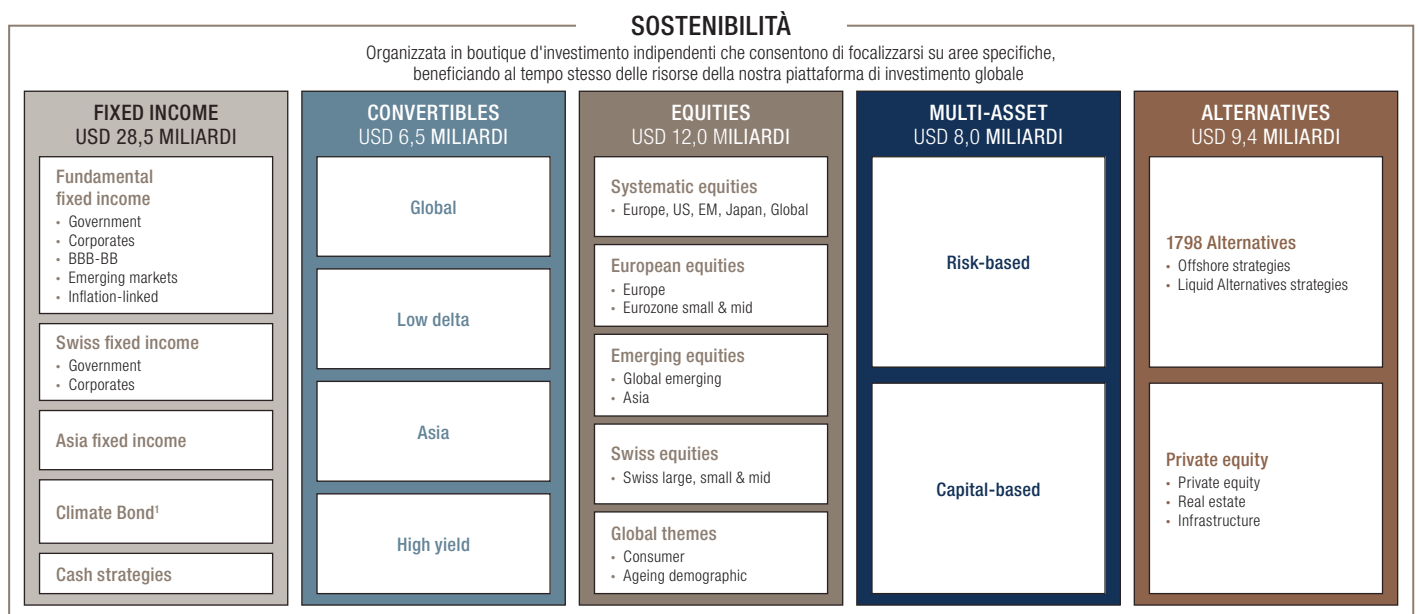 SOSTENIBILITÀ
Organizzata in boutique d'investimento indipendenti che consentono di focalizzarsi su aree specifiche,
beneficiando al tempo stesso delle risorse della nostra piattaforma di investimento globale
FIXED INCOME
USD 28,5 MILIARDI
Fundamental
fixed income
• Government
• Corporates
• BBB-BB
• Emerging markets
• Inflation-linked
Swiss fixed income
• Government
• Corporates
Asia fixed income
Climate Bond¹
Cash strategies
CONVERTIBLES
USD 6,5 MILIARDI
Global
Low delta
Asia
High yield
EQUITIES
USD 12,0 MILIARDI
Systematic equities
• Europe, US, EM, Japan, Global
European equities
• Europe
• Eurozone small & mid
Emerging equities
• Global emerging
• Asia
Swiss equities
• Swiss large, small & mid
Global themes
• Consumer
• Ageing demographic
MULTI-ASSET
USD 8,0 MILIARDI
Risk-based
Capital-based
ALTERNATIVES
USD 9,4 MILIARDI
1798 Alternatives
• Offshore strategies
• Liquid Alternatives strategies
Private equity
• Private equity
• Real estate
• Infrastructure